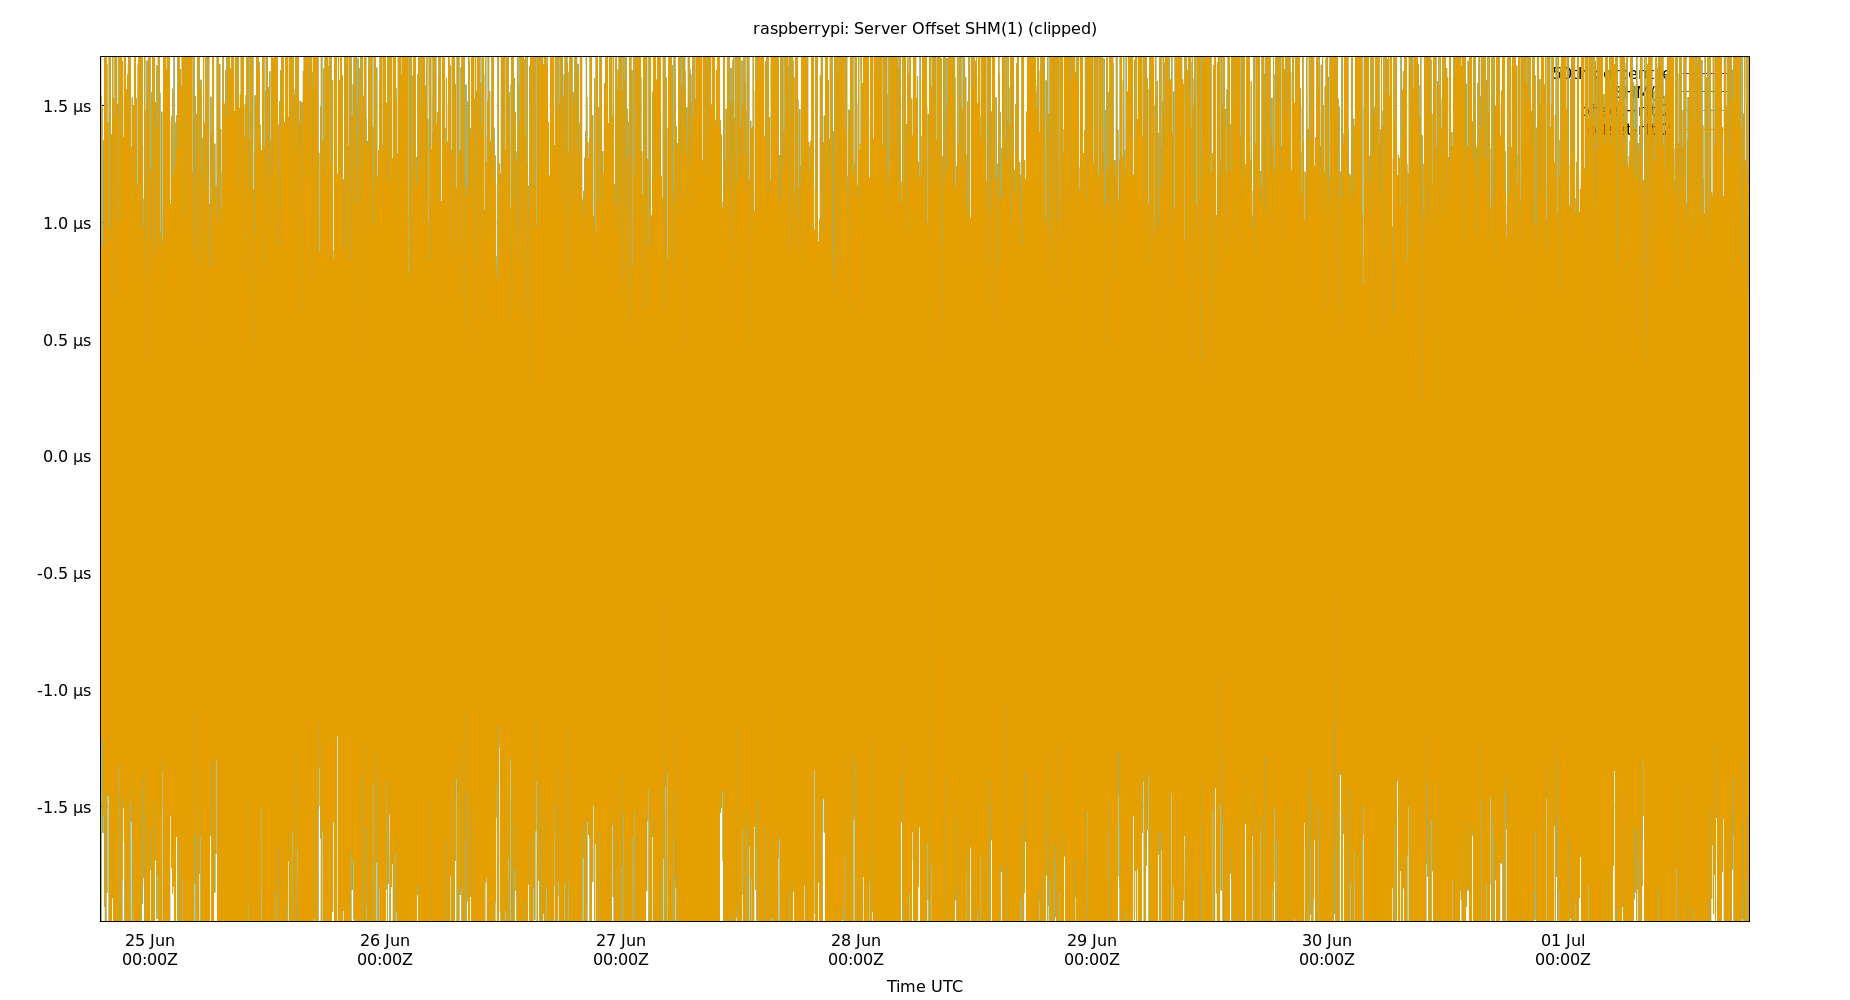 raspberrypi: Server Offset SHM(1) (clipped)
1.5 µs
1.0 µs
0.5 µs
0.0 µs
-0.5 µs
-1.0 µs
-1.5 µs
25 Jun 26 Jun 27 Jun 28 Jun 29 Jun 30 Jun 01 Jul
00:00Z 00:00Z 00:00Z 00:00Z 00:00Z 00:00Z 00:00Z
Time UTC